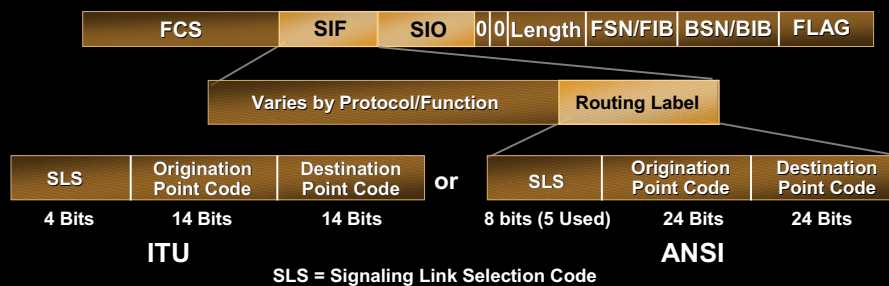 FCS SIF SIO 0 0 Length FSN/FIB BSN/BIB FLAG
Varies by Protocol/Function Routing Label
SLS Origination Point Code Destination Point Code or SLS Origination Point Code Destination Point Code
4 Bits 14 Bits 14 Bits 8 bits (5 Used) 24 Bits 24 Bits
ITU ANSI
SLS = Signaling Link Selection Code